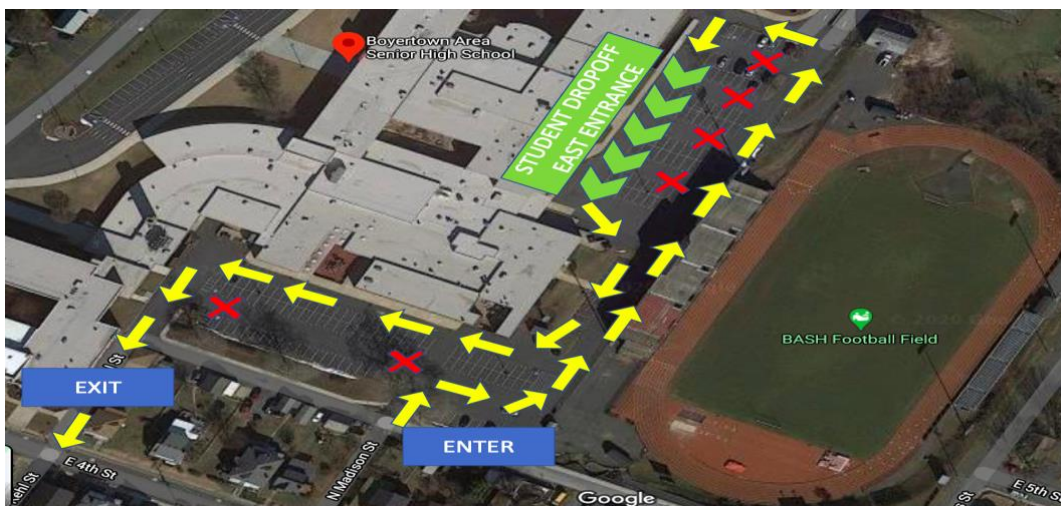 Boyertown Area
Senior High School
STUDENT DROPOFF
EAST ENTRANCE
BASH Football Field
EXIT
ENTER
E 4th St
N Madison St
Google
E 5th St